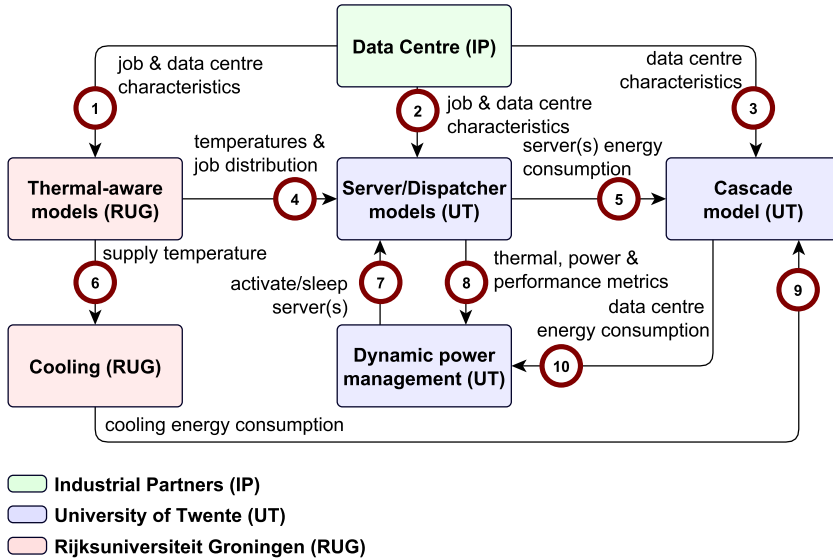 Data Centre (IP)
job & data centre
characteristics
data centre
characteristics
1
2
job & data centre
characteristics
3
temperatures &
job distribution
server(s) energy
consumption
Thermal-aware
models (RUG)
4
Server/Dispatcher
models (UT)
5
Cascade
model (UT)
supply temperature
6
activate/sleep
server(s)
7
8
thermal, power &
performance metrics
9
data centre
energy consumption
Cooling (RUG)
Dynamic power
management (UT)
10
cooling energy consumption
Industrial Partners (IP)
University of Twente (UT)
Rijksuniversiteit Groningen (RUG)